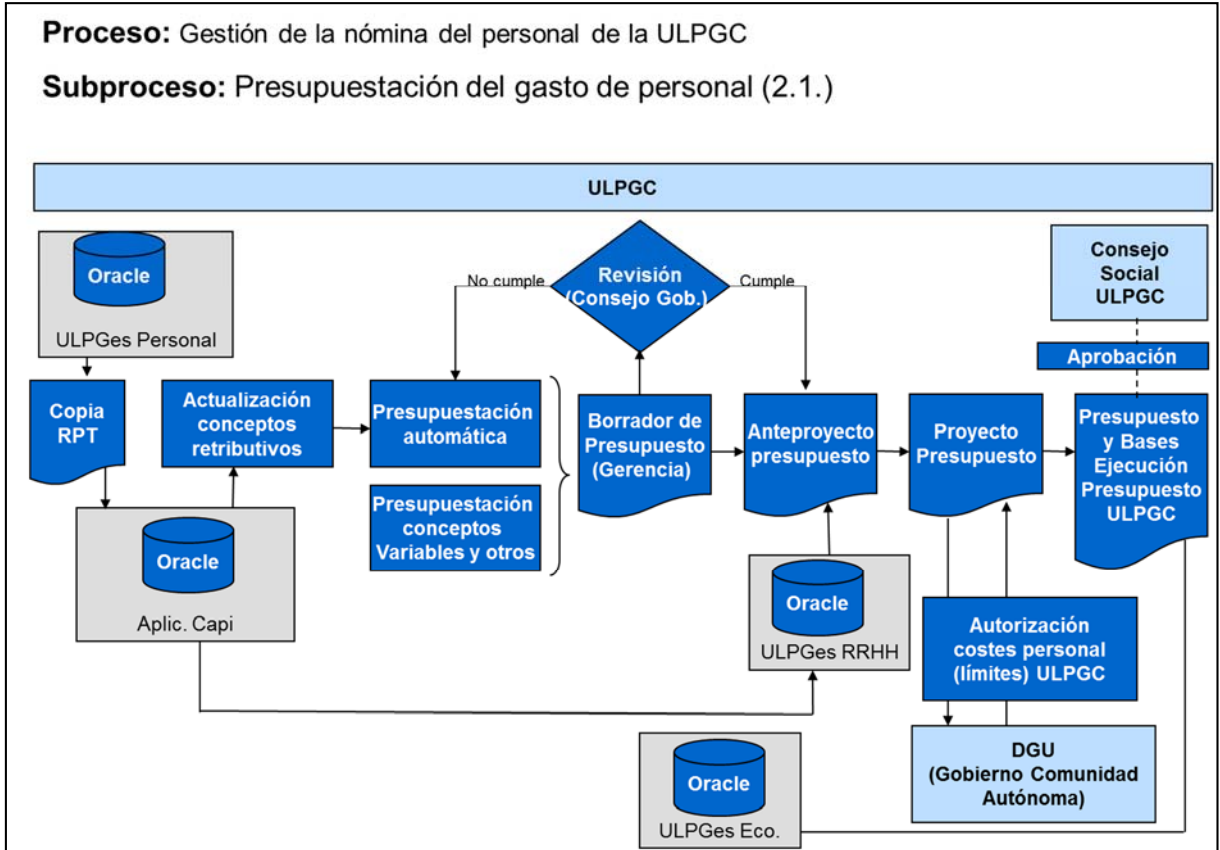 Proceso: Gestión de la nómina del personal de la ULPGC
Subproceso: Presupuestación del gasto de personal (2.1.)
ULPGC
Oracle
ULPGes Personal
No cumple
Revisión
(Consejo Gob.)
Cumple
Consejo
Social
ULPGC
Aprobación
Copia
RPT
Actualización
conceptos
retributivos
Presupuestación
automática
Presupuestación
conceptos
Variables y otros
Borrador de
Presupuesto
(Gerencia)
Anteproyecto
presupuesto
Proyecto
Presupuesto
Presupuesto
y Bases
Ejecución
Presupuesto
ULPGC
Oracle
Aplic. Capi
Oracle
ULPGes RRHH
Autorización
costes personal
(límites) ULPGC
Oracle
ULPGes Eco.
DGU
(Gobierno Comunidad
Autónoma)